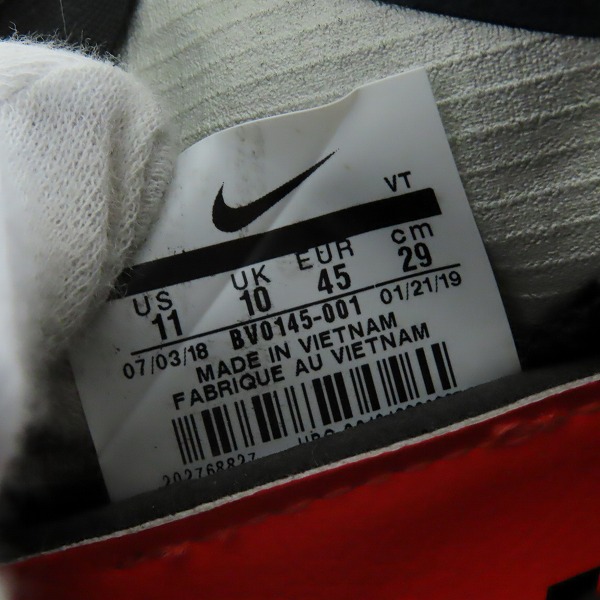 VT
US UK EUR cm
11 10 45 29
07/03/18 BV0145-001 01/21/19
MADE IN VIETNAM
FABRIQUE AU VIETNAM
202768827